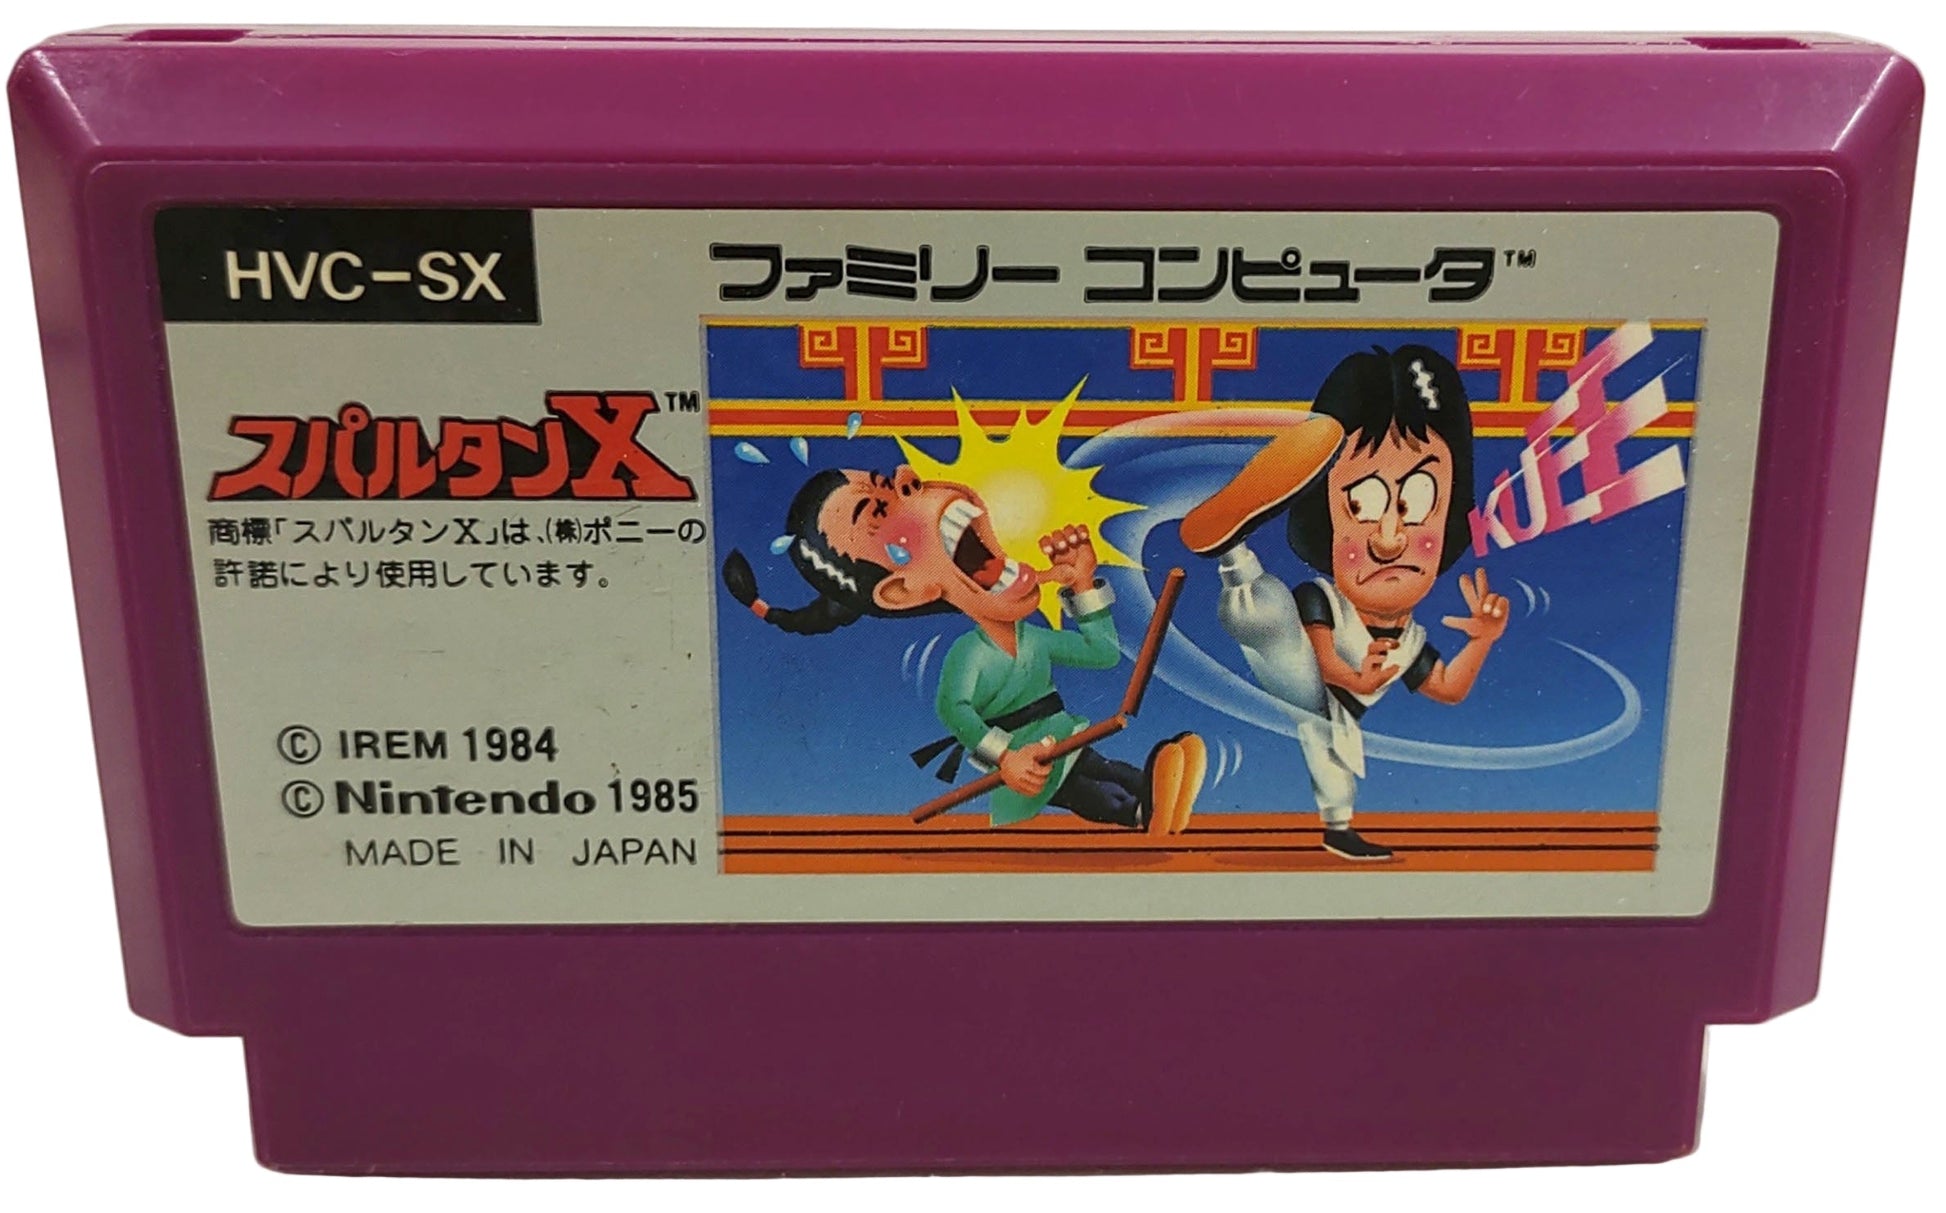 HVC-SX
ファミリー コンピュータ™
スパルタンX™
商標「スパルタンX」は、(株)ポニーの
許諾により使用しています。
© IREM 1984
© Nintendo 1985
MADE IN JAPAN
KUEEE